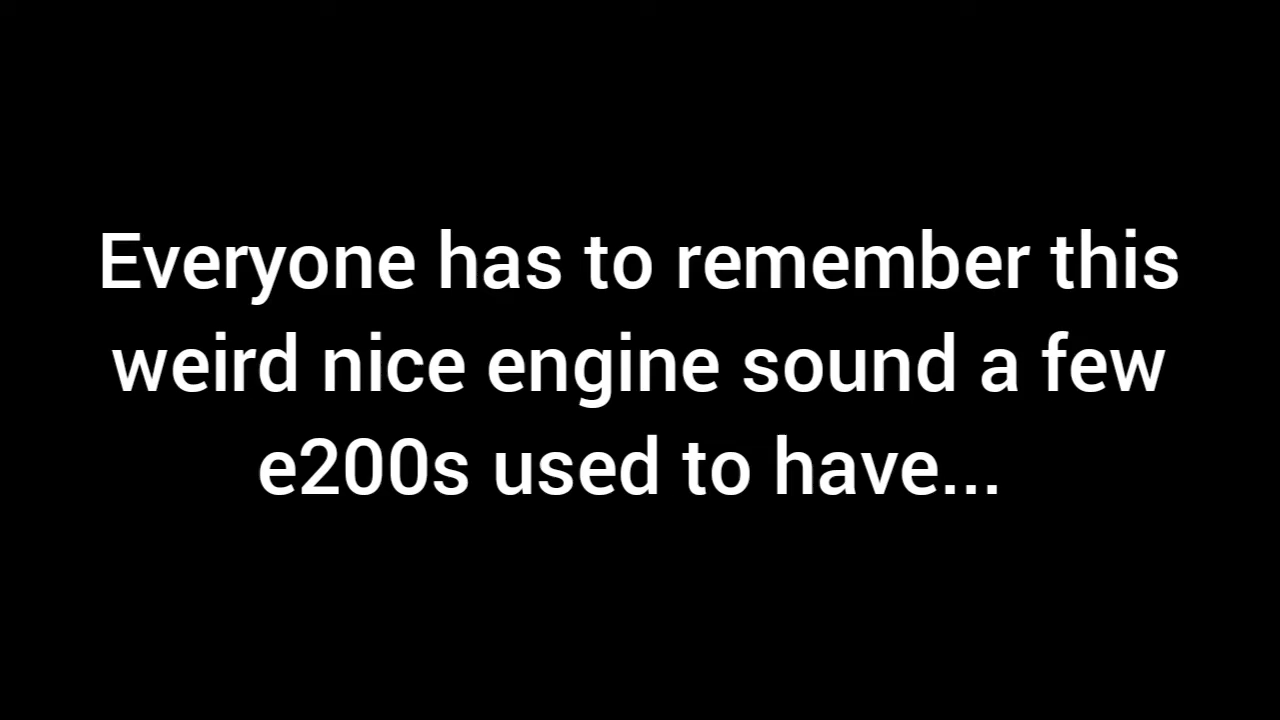 Everyone has to remember this
weird nice engine sound a few
e200s used to have...